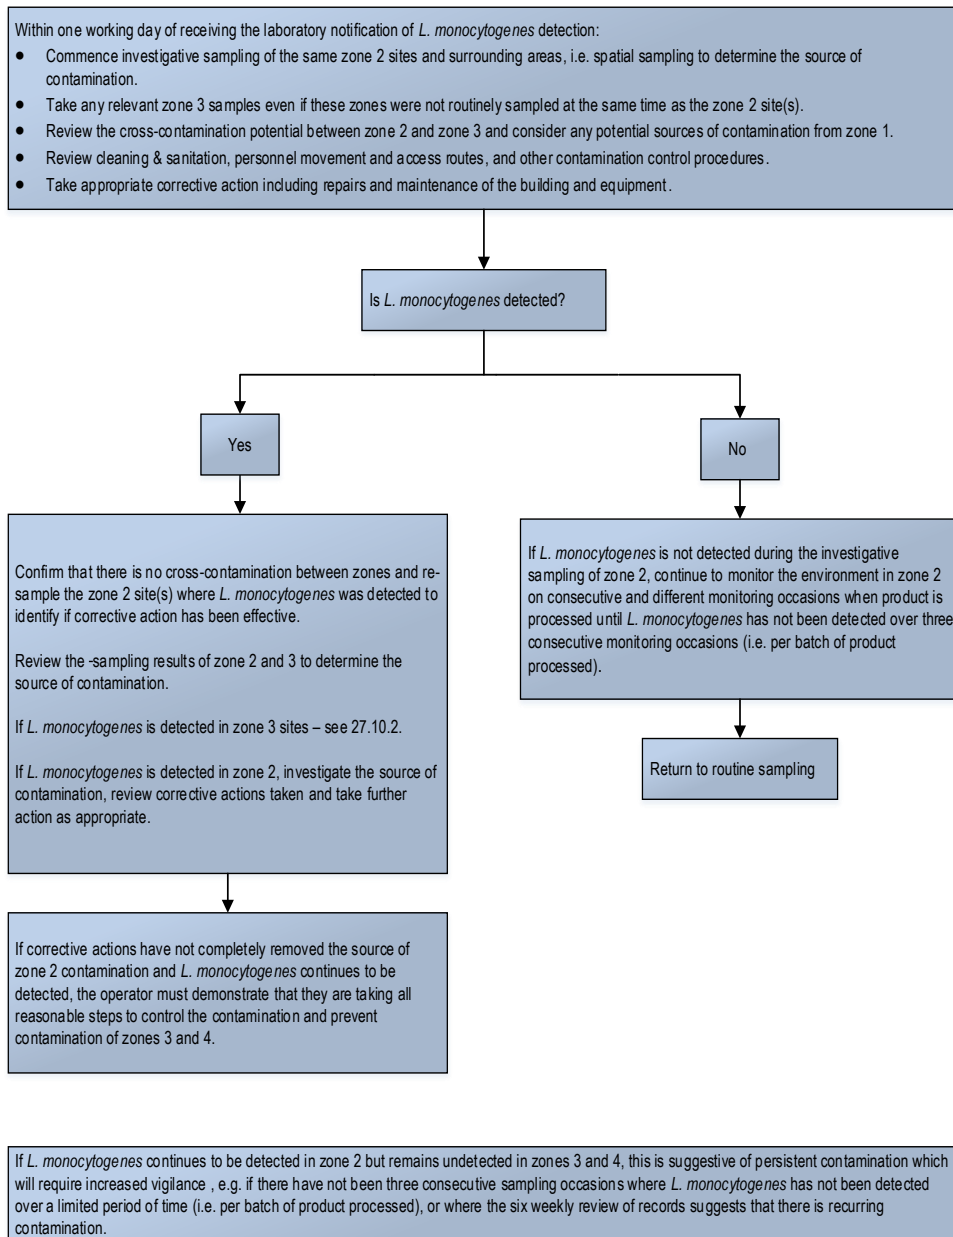 Within one working day of receiving the laboratory notification of L. monocytogenes detection:
● Commence investigative sampling of the same zone 2 sites and surrounding areas, i.e. spatial sampling to determine the source of
contamination.
● Take any relevant zone 3 samples even if these zones were not routinely sampled at the same time as the zone 2 site(s).
● Review the cross-contamination potential between zone 2 and zone 3 and consider any potential sources of contamination from zone 1.
● Review cleaning & sanitation, personnel movement and access routes, and other contamination control procedures.
● Take appropriate corrective action including repairs and maintenance of the building and equipment.
Is L. monocytogenes detected?
Yes
No
Confirm that there is no cross-contamination between zones and re-
sample the zone 2 site(s) where L. monocytogenes was detected to
identify if corrective action has been effective.
Review the -sampling results of zone 2 and 3 to determine the
source of contamination.
If L. monocytogenes is detected in zone 3 sites – see 27.10.2.
If L. monocytogenes is detected in zone 2, investigate the source of
contamination, review corrective actions taken and take further
action as appropriate.
If L. monocytogenes is not detected during the investigative
sampling of zone 2, continue to monitor the environment in zone 2
on consecutive and different monitoring occasions when product is
processed until L. monocytogenes has not been detected over three
consecutive monitoring occasions (i.e. per batch of product
processed).
Return to routine sampling
If corrective actions have not completely removed the source of
zone 2 contamination and L. monocytogenes continues to be
detected, the operator must demonstrate that they are taking all
reasonable steps to control the contamination and prevent
contamination of zones 3 and 4.
If L. monocytogenes continues to be detected in zone 2 but remains undetected in zones 3 and 4, this is suggestive of persistent contamination which
will require increased vigilance , e.g. if there have not been three consecutive sampling occasions where L. monocytogenes has not been detected
over a limited period of time (i.e. per batch of product processed), or where the six weekly review of records suggests that there is recurring
contamination.